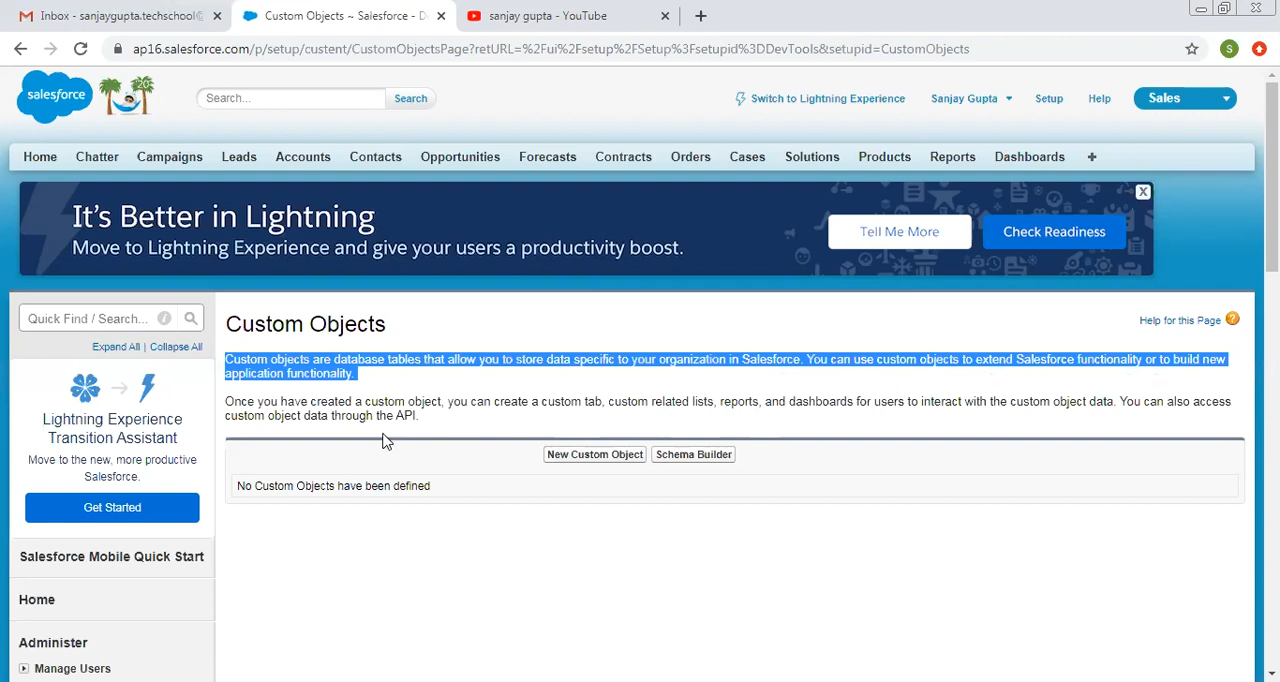 Inbox - sanjaygupta.techschool@
Custom Objects ~ Salesforce - De
sanjay gupta - YouTube
ap16.salesforce.com/p/setup/custent/CustomObjectsPage?retURL=%2Fui%2Fsetup%2FSetup%3Fsetupid%3DDevTools&setupid=CustomObjects
S
salesforce
20
Search...
Search
Switch to Lightning Experience
Sanjay Gupta
Setup
Help
Sales
Home Chatter Campaigns Leads Accounts Contacts Opportunities Forecasts Contracts Orders Cases Solutions Products Reports Dashboards +
It's Better in Lightning
Move to Lightning Experience and give your users a productivity boost.
Tell Me More
Check Readiness
X
Quick Find / Search...
Expand All | Collapse All
Lightning Experience
Transition Assistant
Move to the new, more productive
Salesforce.
Get Started
Salesforce Mobile Quick Start
Home
Administer
Manage Users
Custom Objects
Help for this Page
Custom objects are database tables that allow you to store data specific to your organization in Salesforce. You can use custom objects to extend Salesforce functionality or to build new
application functionality.
Once you have created a custom object, you can create a custom tab, custom related lists, reports, and dashboards for users to interact with the custom object data. You can also access
custom object data through the API.
New Custom Object
Schema Builder
No Custom Objects have been defined